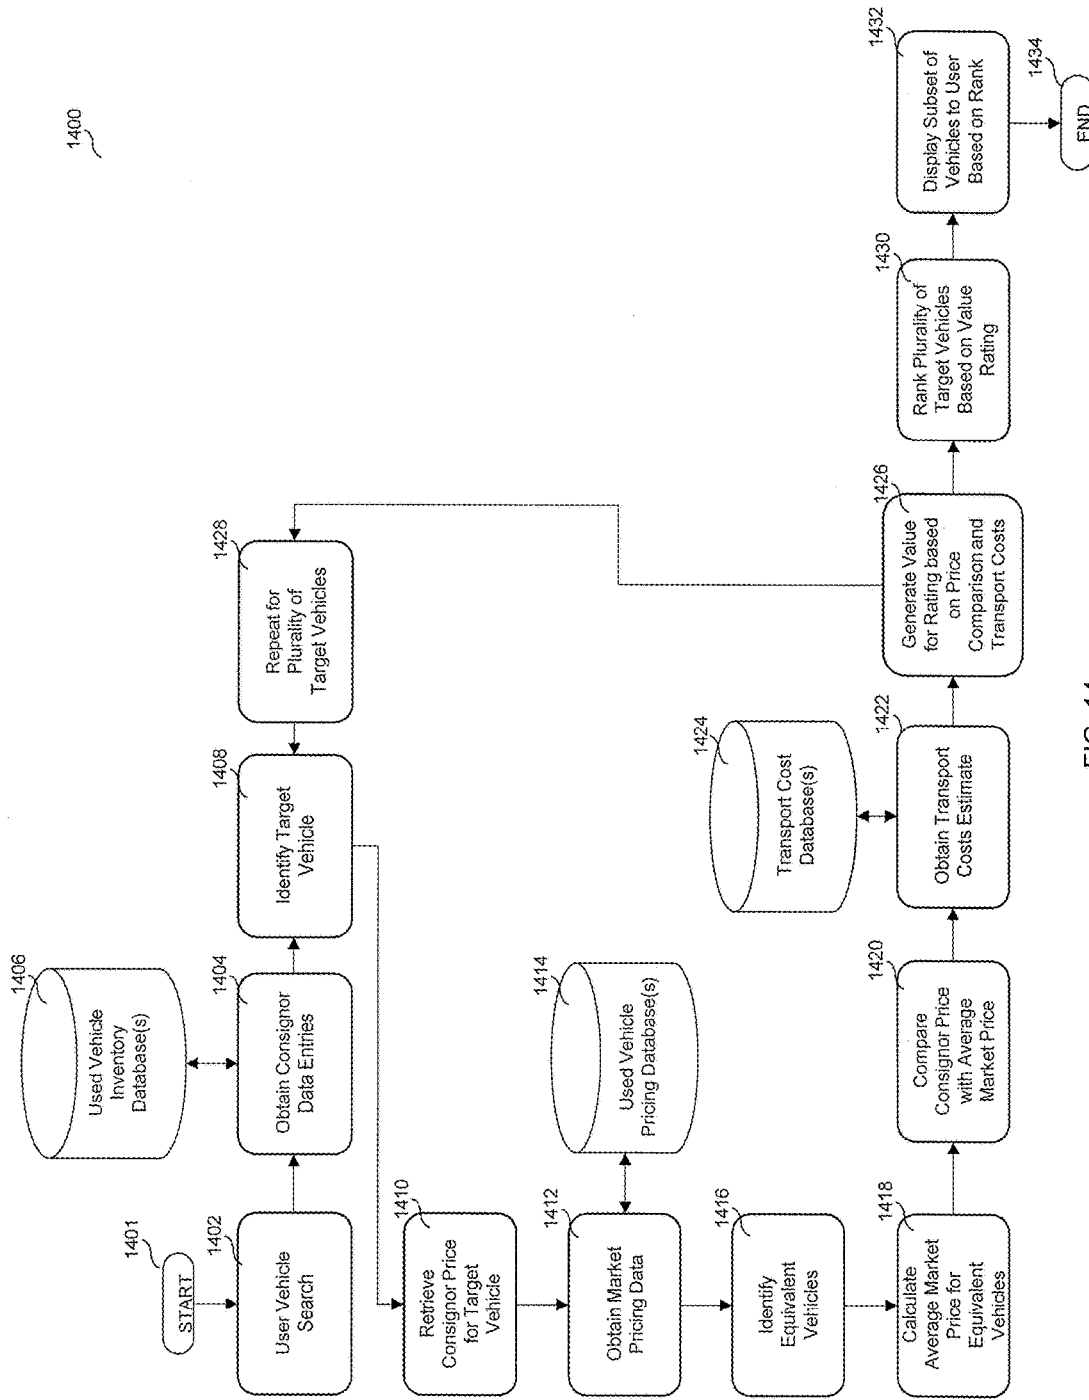 1400
START
1401
User Vehicle
Search
1402
Obtain Consignor
Data Entries
1404
Used Vehicle
Inventory
Database(s)
1406
Identify Target
Vehicle
1408
Repeat for
Plurality of
Target Vehicles
1428
Retrieve
Consignor Price
for Target
Vehicle
1410
Obtain Market
Pricing Data
1412
Used Vehicle
Pricing Database(s)
1414
Identify
Equivalent
Vehicles
1416
Calculate
Average Market
Price for
Equivalent
Vehicles
1418
Compare
Consignor Price
with Average
Market Price
1420
Obtain Transport
Costs Estimate
1422
Transport Cost
Database(s)
1424
Generate Value
for Rating based
on Price
Comparison and
Transport Costs
1426
Rank Plurality of
Target Vehicles
Based on Value
Rating
1430
Display Subset of
Vehicles to User
Based on Rank
1432
END
1434
FIG. 14